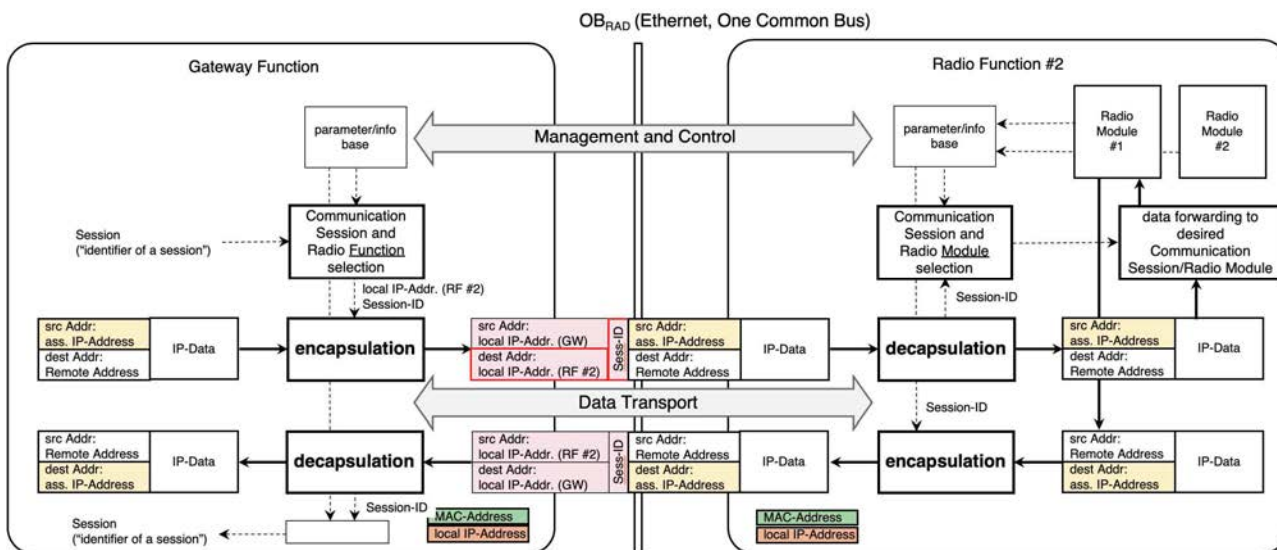 OB_RAD (Ethernet, One Common Bus)
Gateway Function
Radio Function #2
parameter/info
base
Management and Control
parameter/info
base
Radio
Module
#1
Radio
Module
#2
Session
("identifier of a session")
Communication
Session and
Radio Function
selection
Communication
Session and
Radio Module
selection
data forwarding to
desired
Communication
Session/Radio Module
local IP-Addr. (RF #2)
Session-ID
Session-ID
src Addr:
ass. IP-Address
dest Addr:
Remote Address
IP-Data
encapsulation
src Addr:
local IP-Addr. (GW)
dest Addr:
local IP-Addr. (RF #2)
Sess-ID
src Addr:
ass. IP-Address
dest Addr:
Remote Address
IP-Data
decapsulation
src Addr:
ass. IP-Address
dest Addr:
Remote Address
IP-Data
Data Transport
Session-ID
src Addr:
Remote Address
dest Addr:
ass. IP-Address
IP-Data
decapsulation
src Addr:
local IP-Addr. (RF #2)
dest Addr:
local IP-Addr. (GW)
Sess-ID
src Addr:
Remote Address
dest Addr:
ass. IP-Address
IP-Data
encapsulation
src Addr:
Remote Address
dest Addr:
ass. IP-Address
IP-Data
Session-ID
Session
("identifier of a session")
MAC-Address
local IP-Address
MAC-Address
local IP-Address